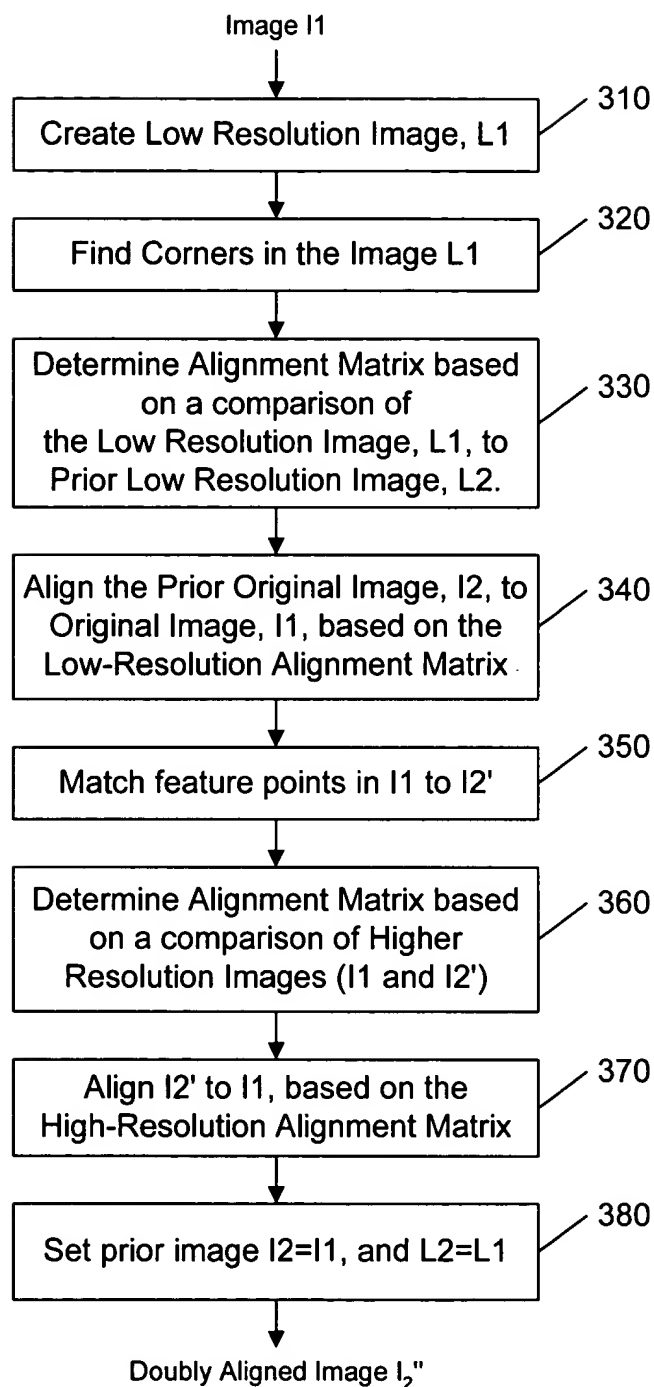 Image I1
310
Create Low Resolution Image, L1
320
Find Corners in the Image L1
330
Determine Alignment Matrix based
on a comparison of
the Low Resolution Image, L1, to
Prior Low Resolution Image, L2.
340
Align the Prior Original Image, I2, to
Original Image, I1, based on the
Low-Resolution Alignment Matrix
350
Match feature points in I1 to I2'
360
Determine Alignment Matrix based
on a comparison of Higher
Resolution Images (I1 and I2')
370
Align I2' to I1, based on the
High-Resolution Alignment Matrix
380
Set prior image I2=I1, and L2=L1
Doubly Aligned Image I₂"